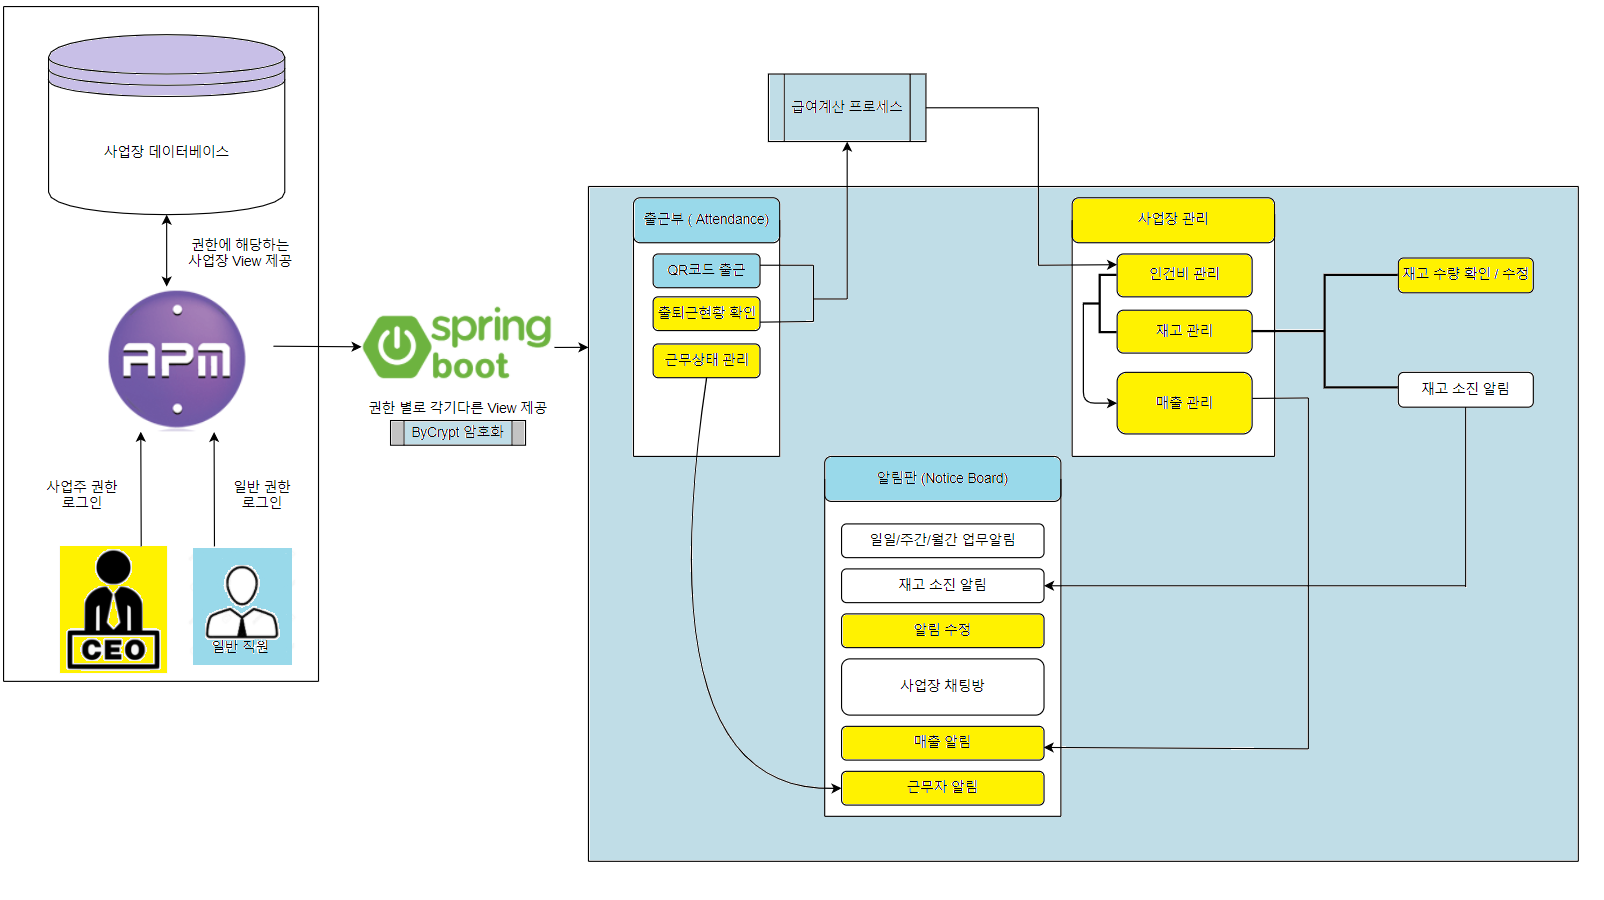 사업장 데이터베이스
권한에 해당하는
사업장 View 제공
APM
사업주 권한
로그인
일반 권한
로그인
CEO
일반 직원
spring
boot
권한 별로 각기다른 View 제공
ByCrypt 암호화
급여계산 프로세스
출근부 ( Attendance)
QR코드 출근
출퇴근현황 확인
근무상태 관리
사업장 관리
인건비 관리
재고 관리
매출 관리
재고 수량 확인 / 수정
재고 소진 알림
알림판 (Notice Board)
일일/주간/월간 업무알림
재고 소진 알림
알림 수정
사업장 채팅방
매출 알림
근무자 알림